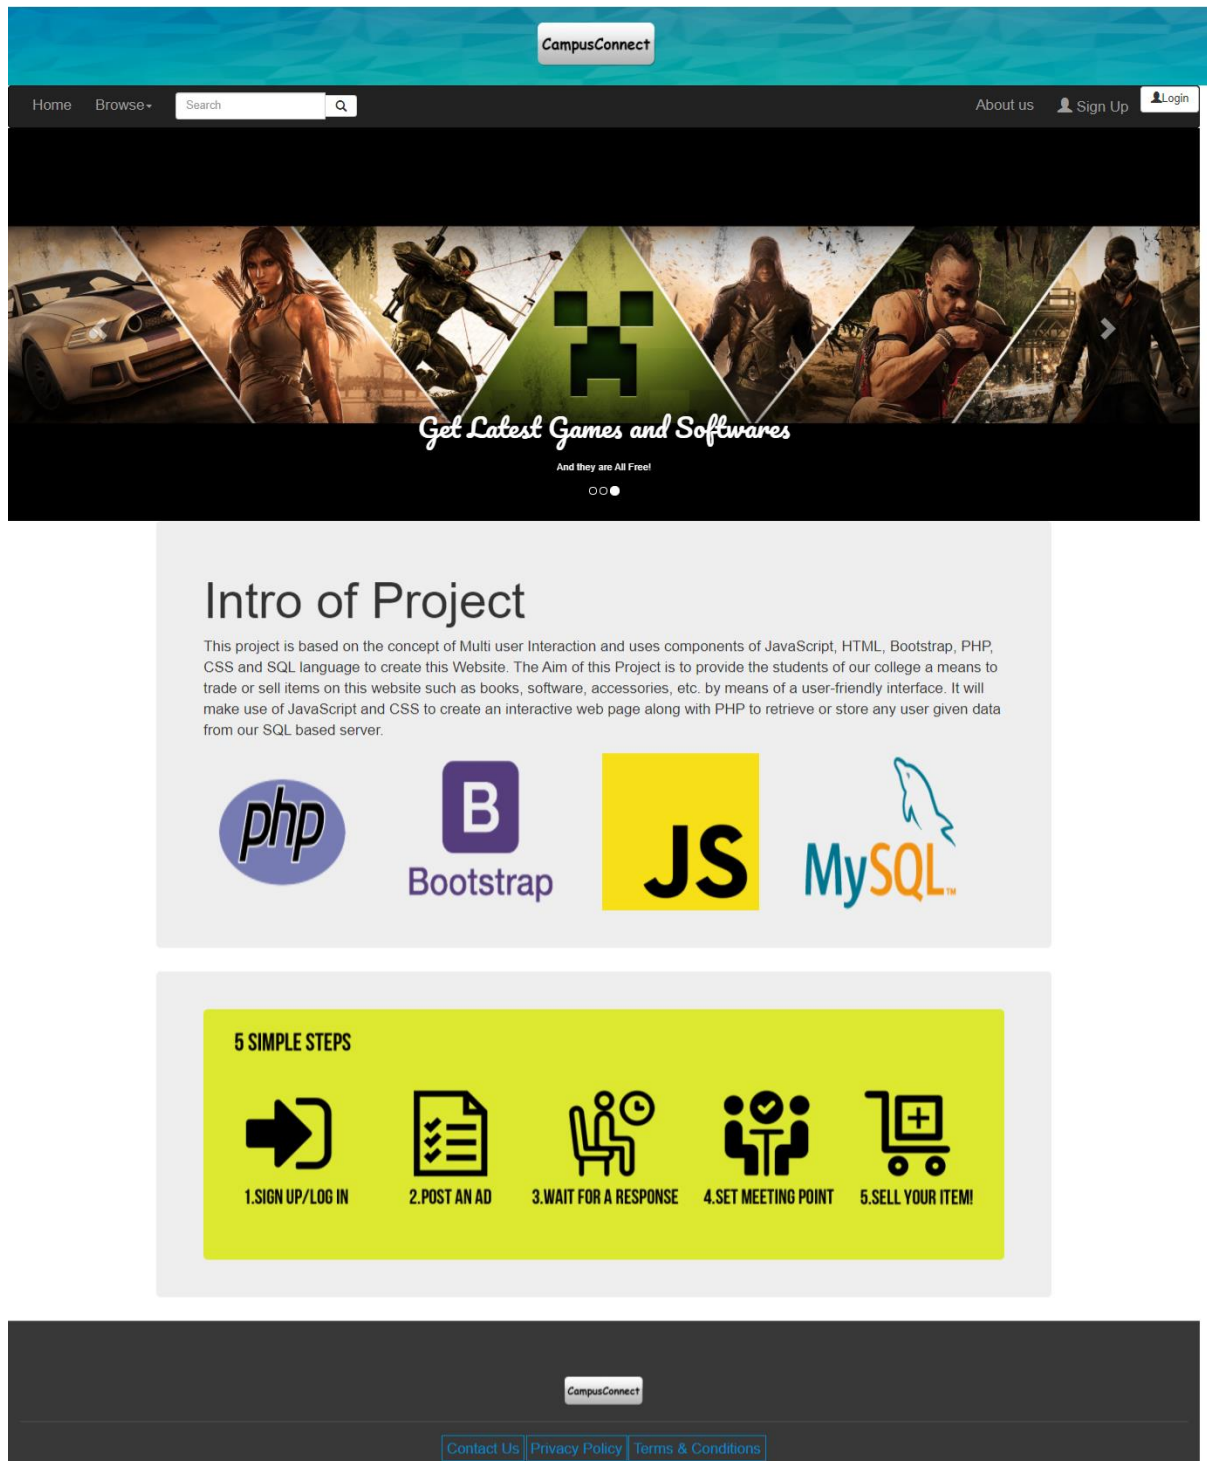 CampusConnect
Home Browse Search About us Sign Up Login
Get Latest Games and Softwares
And they are All Free!
Intro of Project
This project is based on the concept of Multi user Interaction and uses components of JavaScript, HTML, Bootstrap, PHP,
CSS and SQL language to create this Website. The Aim of this Project is to provide the students of our college a means to
trade or sell items on this website such as books, software, accessories, etc. by means of a user-friendly interface. It will
make use of JavaScript and CSS to create an interactive web page along with PHP to retrieve or store any user given data
from our SQL based server.
php
B
Bootstrap
JS
MySQL™
5 SIMPLE STEPS
1.SIGN UP/LOG IN 2.POST AN AD 3.WAIT FOR A RESPONSE 4.SET MEETING POINT 5.SELL YOUR ITEM!
CampusConnect
Contact Us Privacy Policy Terms & Conditions